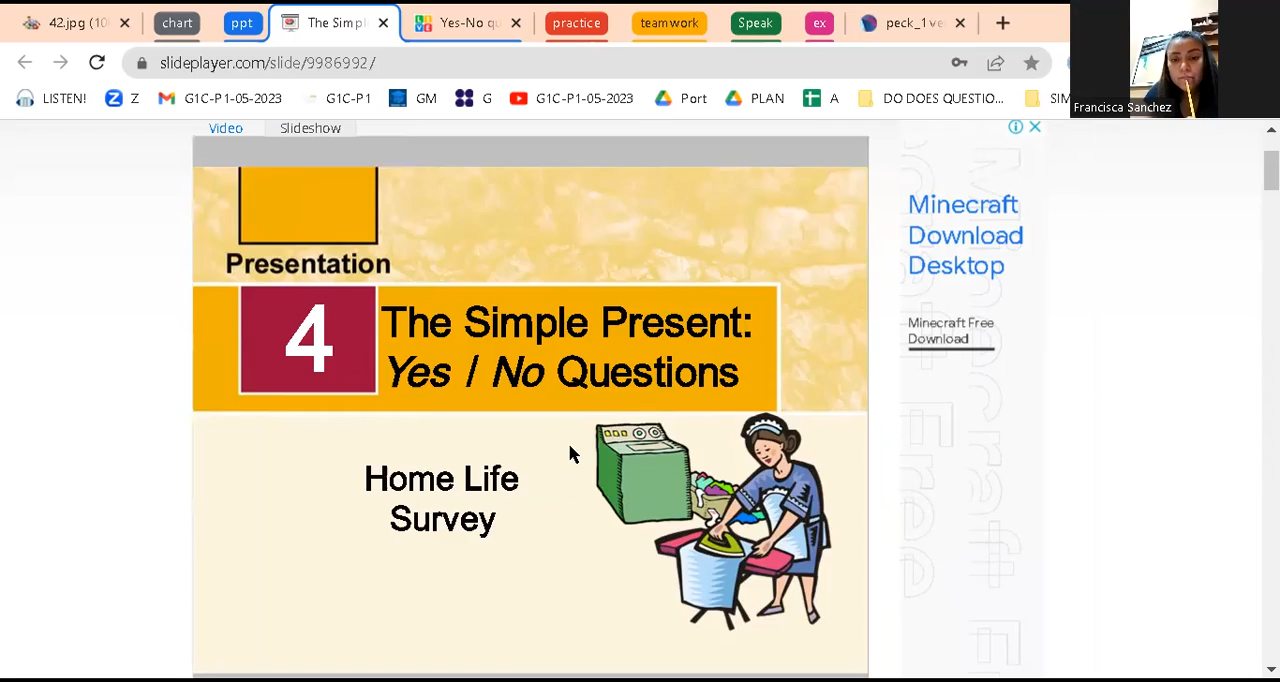 42.jpg (10
chart
ppt
The Simpl
Yes-No qu
practice
teamwork
Speak
ex
peck_1 ve
slideplayer.com/slide/9986992/
LISTEN!
Z
G1C-P1-05-2023
G1C-P1
GM
G
G1C-P1-05-2023
Port
PLAN
A
DO DOES QUESTIO...
SIM
Francisca Sanchez
Video
Slideshow
Presentation
4
The Simple Present:
Yes / No Questions
Home Life
Survey
Minecraft
Download
Desktop
Minecraft Free
Download